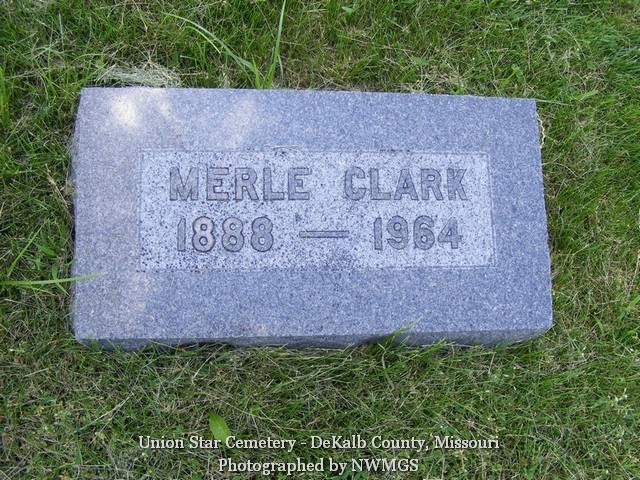 MERLE CLARK
1888 — 1964
Union Star Cemetery - DeKalb County, Missouri
Photographed by NWMGS